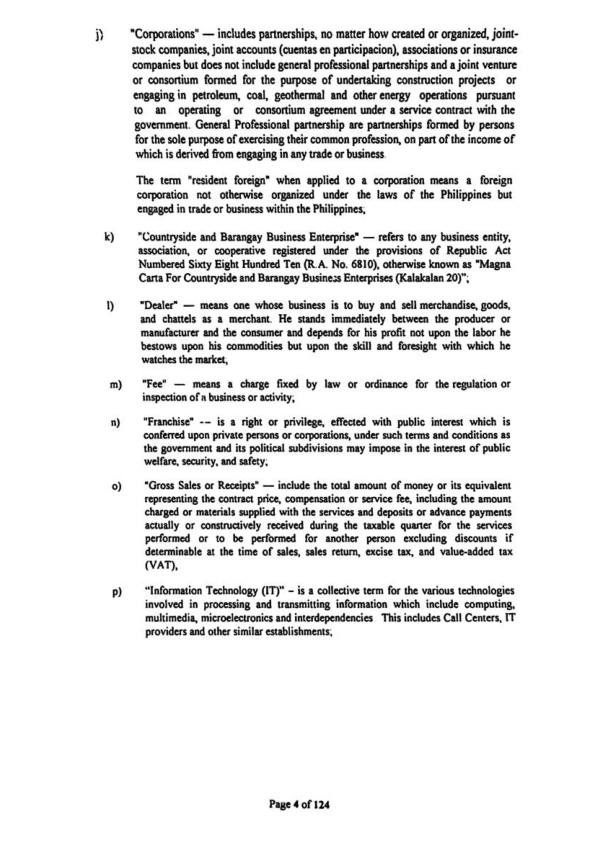 j) "Corporations" — includes partnerships, no matter how created or organized, joint-
stock companies, joint accounts (cuentas en participacion), associations or insurance
companies but does not include general professional partnerships and a joint venture
or consortium formed for the purpose of undertaking construction projects or
engaging in petroleum, coal, geothermal and other energy operations pursuant
to an operating or consortium agreement under a service contract with the
government. General Professional partnership are partnerships formed by persons
for the sole purpose of exercising their common profession, on part of the income of
which is derived from engaging in any trade or business.
The term "resident foreign" when applied to a corporation means a foreign
corporation not otherwise organized under the laws of the Philippines but
engaged in trade or business within the Philippines;
k) "Countryside and Barangay Business Enterprise" — refers to any business entity,
association, or cooperative registered under the provisions of Republic Act
Numbered Sixty Eight Hundred Ten (R.A. No. 6810), otherwise known as "Magna
Carta For Countryside and Barangay Business Enterprises (Kalakalan 20)";
l) "Dealer" — means one whose business is to buy and sell merchandise, goods,
and chattels as a merchant. He stands immediately between the producer or
manufacturer and the consumer and depends for his profit not upon the labor he
bestows upon his commodities but upon the skill and foresight with which he
watches the market;
m) "Fee" — means a charge fixed by law or ordinance for the regulation or
inspection of a business or activity;
n) "Franchise" -- is a right or privilege, effected with public interest which is
conferred upon private persons or corporations, under such terms and conditions as
the government and its political subdivisions may impose in the interest of public
welfare, security, and safety;
o) "Gross Sales or Receipts" — include the total amount of money or its equivalent
representing the contract price, compensation or service fee, including the amount
charged or materials supplied with the services and deposits or advance payments
actually or constructively received during the taxable quarter for the services
performed or to be performed for another person excluding discounts if
determinable at the time of sales, sales return, excise tax, and value-added tax
(VAT),
p) "Information Technology (IT)" – is a collective term for the various technologies
involved in processing and transmitting information which include computing,
multimedia, microelectronics and interdependencies This includes Call Centers, IT
providers and other similar establishments;
Page 4 of 124